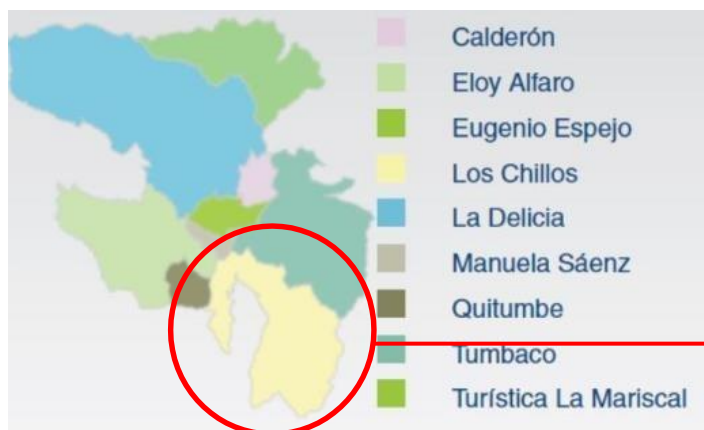 Calderón
Eloy Alfaro
Eugenio Espejo
Los Chillos
La Delicia
Manuela Sáenz
Quitumbe
Tumbaco
Turística La Mariscal